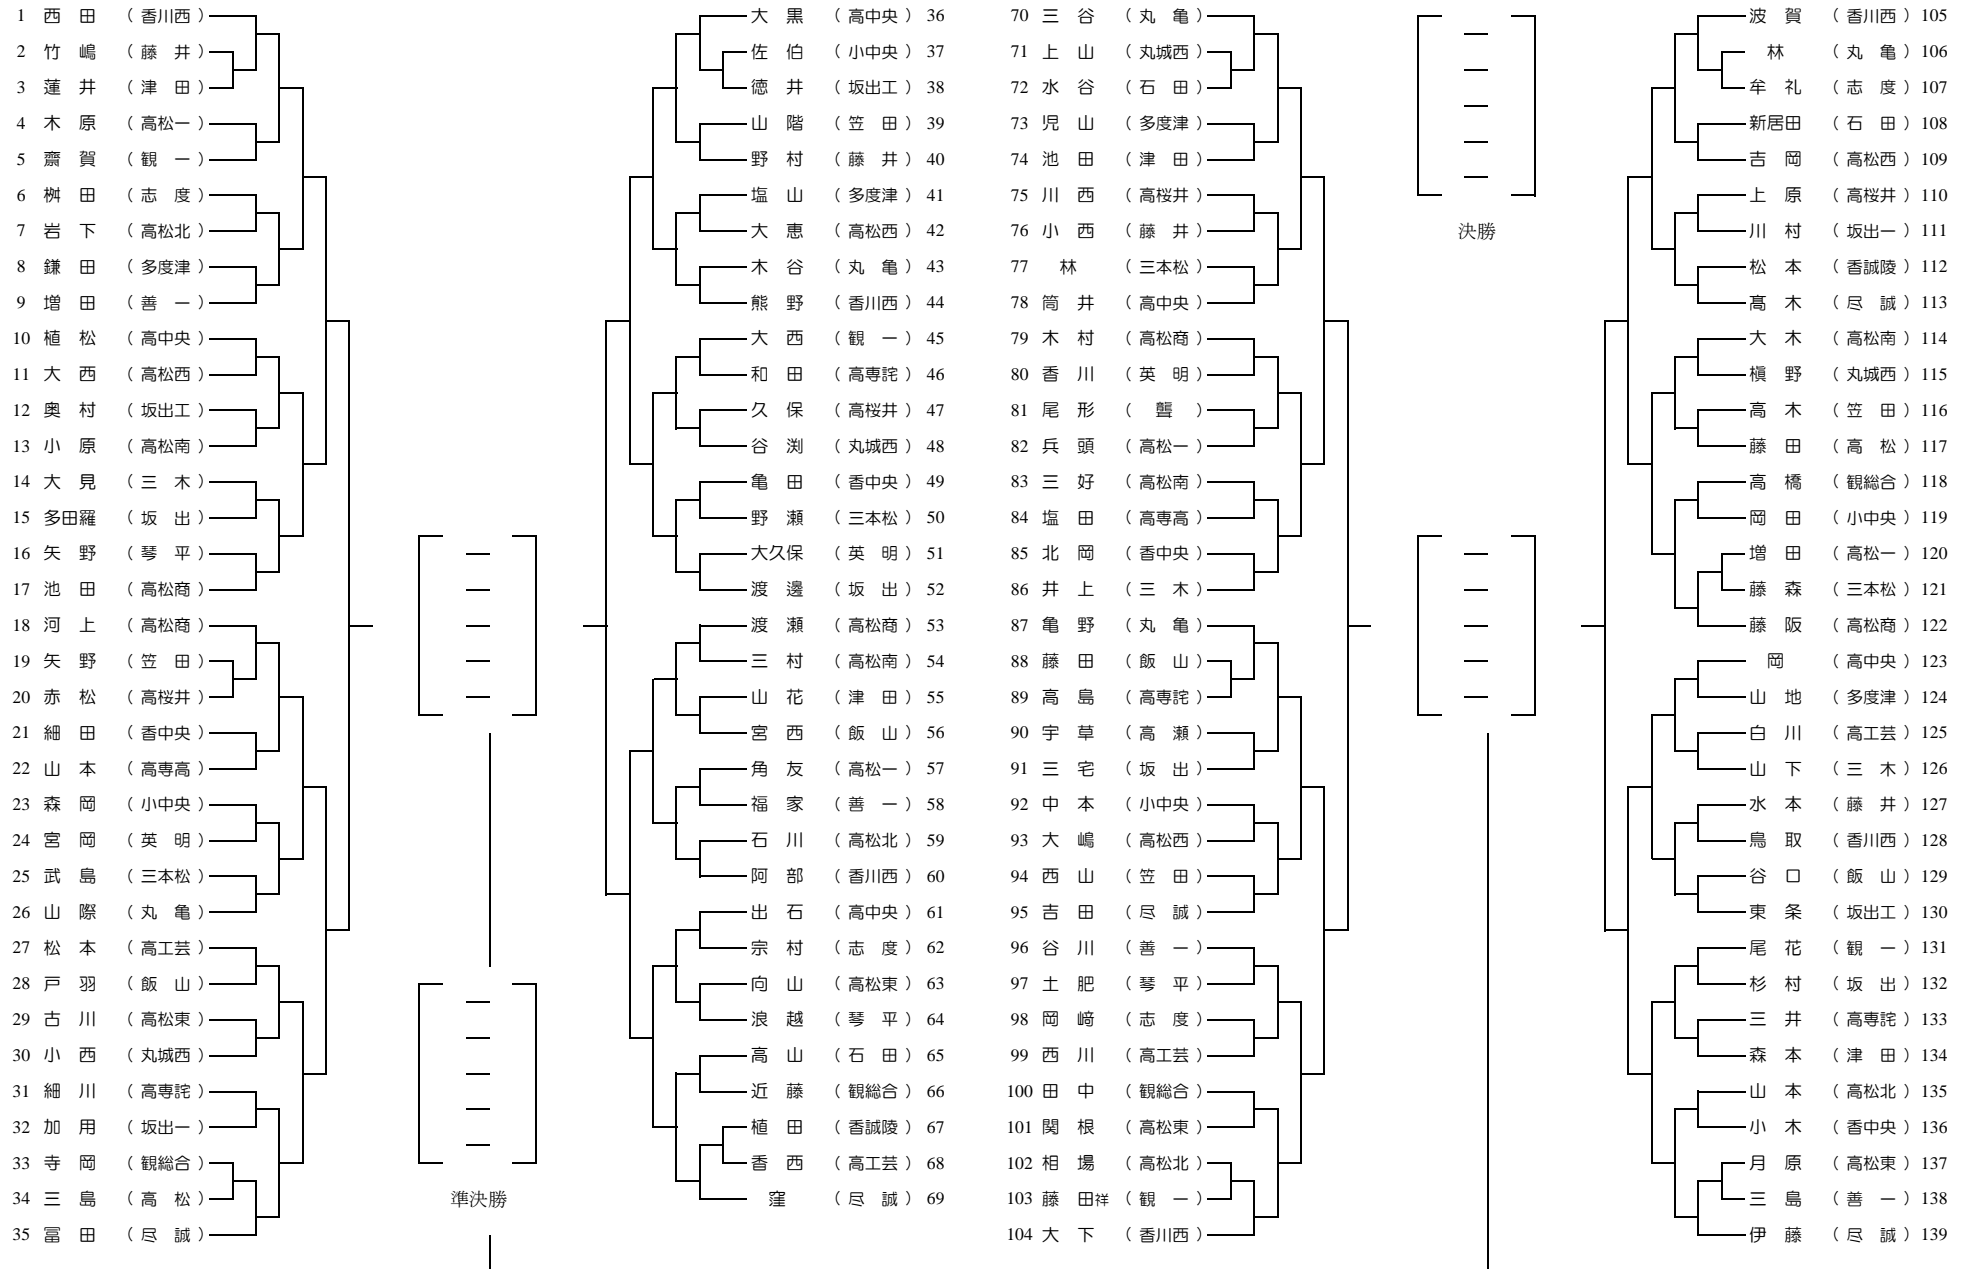 1 西 田 （ 香川西 ）
2 竹 嶋 （ 藤 井 ）
3 蓮 井 （ 津 田 ）
4 木 原 （ 高松一 ）
5 齋 賀 （ 観 一 ）
6 桝 田 （ 志 度 ）
7 岩 下 （ 高松北 ）
8 鎌 田 （ 多度津 ）
9 増 田 （ 善 一 ）
10 植 松 （ 高中央 ）
11 大 西 （ 高松西 ）
12 奥 村 （ 坂出工 ）
13 小 原 （ 高松南 ）
14 大 見 （ 三 木 ）
15 多田羅 （ 坂 出 ）
16 矢 野 （ 琴 平 ）
17 池 田 （ 高松商 ）
18 河 上 （ 高松商 ）
19 矢 野 （ 笠 田 ）
20 赤 松 （ 高桜井 ）
21 細 田 （ 香中央 ）
22 山 本 （ 高専高 ）
23 森 岡 （ 小中央 ）
24 宮 岡 （ 英 明 ）
25 武 島 （ 三本松 ）
26 山 際 （ 丸 亀 ）
27 松 本 （ 高工芸 ）
28 戸 羽 （ 飯 山 ）
29 古 川 （ 高松東 ）
30 小 西 （ 丸城西 ）
31 細 川 （ 高専詫 ）
32 加 用 （ 坂出一 ）
33 寺 岡 （ 観総合 ）
34 三 島 （ 高 松 ）
35 冨 田 （ 尽 誠 ）
準決勝
大 黒 （ 高中央 ） 36
佐 伯 （ 小中央 ） 37
徳 井 （ 坂出工 ） 38
山 階 （ 笠 田 ） 39
野 村 （ 藤 井 ） 40
塩 山 （ 多度津 ） 41
大 恵 （ 高松西 ） 42
木 谷 （ 丸 亀 ） 43
熊 野 （ 香川西 ） 44
大 西 （ 観 一 ） 45
和 田 （ 高専詫 ） 46
久 保 （ 高桜井 ） 47
谷 渕 （ 丸城西 ） 48
亀 田 （ 香中央 ） 49
野 瀬 （ 三本松 ） 50
大久保 （ 英 明 ） 51
渡 邊 （ 坂 出 ） 52
渡 瀬 （ 高松商 ） 53
三 村 （ 高松南 ） 54
山 花 （ 津 田 ） 55
宮 西 （ 飯 山 ） 56
角 友 （ 高松一 ） 57
福 家 （ 善 一 ） 58
石 川 （ 高松北 ） 59
阿 部 （ 香川西 ） 60
出 石 （ 高中央 ） 61
宗 村 （ 志 度 ） 62
向 山 （ 高松東 ） 63
浪 越 （ 琴 平 ） 64
高 山 （ 石 田 ） 65
近 藤 （ 観総合 ） 66
植 田 （ 香誠陵 ） 67
香 西 （ 高工芸 ） 68
窪 （ 尽 誠 ） 69
70 三 谷 （ 丸 亀 ）
71 上 山 （ 丸城西 ）
72 水 谷 （ 石 田 ）
73 児 山 （ 多度津 ）
74 池 田 （ 津 田 ）
75 川 西 （ 高桜井 ）
76 小 西 （ 藤 井 ）
77 林 （ 三本松 ）
78 筒 井 （ 高中央 ）
79 木 村 （ 高松商 ）
80 香 川 （ 英 明 ）
81 尾 形 （ 聾 ）
82 兵 頭 （ 高松一 ）
83 三 好 （ 高松南 ）
84 塩 田 （ 高専高 ）
85 北 岡 （ 香中央 ）
86 井 上 （ 三 木 ）
87 亀 野 （ 丸 亀 ）
88 藤 田 （ 飯 山 ）
89 高 島 （ 高専詫 ）
90 宇 草 （ 高 瀬 ）
91 三 宅 （ 坂 出 ）
92 中 本 （ 小中央 ）
93 大 嶋 （ 高松西 ）
94 西 山 （ 笠 田 ）
95 吉 田 （ 尽 誠 ）
96 谷 川 （ 善 一 ）
97 土 肥 （ 琴 平 ）
98 岡 﨑 （ 志 度 ）
99 西 川 （ 高工芸 ）
100 田 中 （ 観総合 ）
101 関 根 （ 高松東 ）
102 相 場 （ 高松北 ）
103 藤 田祥 （ 観 一 ）
104 大 下 （ 香川西 ）
決勝
波 賀 （ 香川西 ） 105
林 （ 丸 亀 ） 106
牟 礼 （ 志 度 ） 107
新居田 （ 石 田 ） 108
吉 岡 （ 高松西 ） 109
上 原 （ 高桜井 ） 110
川 村 （ 坂出一 ） 111
松 本 （ 香誠陵 ） 112
髙 木 （ 尽 誠 ） 113
大 木 （ 高松南 ） 114
槇 野 （ 丸城西 ） 115
高 木 （ 笠 田 ） 116
藤 田 （ 高 松 ） 117
高 橋 （ 観総合 ） 118
岡 田 （ 小中央 ） 119
増 田 （ 高松一 ） 120
藤 森 （ 三本松 ） 121
藤 阪 （ 高松商 ） 122
岡 （ 高中央 ） 123
山 地 （ 多度津 ） 124
白 川 （ 高工芸 ） 125
山 下 （ 三 木 ） 126
水 本 （ 藤 井 ） 127
鳥 取 （ 香川西 ） 128
谷 口 （ 飯 山 ） 129
東 条 （ 坂出工 ） 130
尾 花 （ 観 一 ） 131
杉 村 （ 坂 出 ） 132
三 井 （ 高専詫 ） 133
森 本 （ 津 田 ） 134
山 本 （ 高松北 ） 135
小 木 （ 香中央 ） 136
月 原 （ 高松東 ） 137
三 島 （ 善 一 ） 138
伊 藤 （ 尽 誠 ） 139